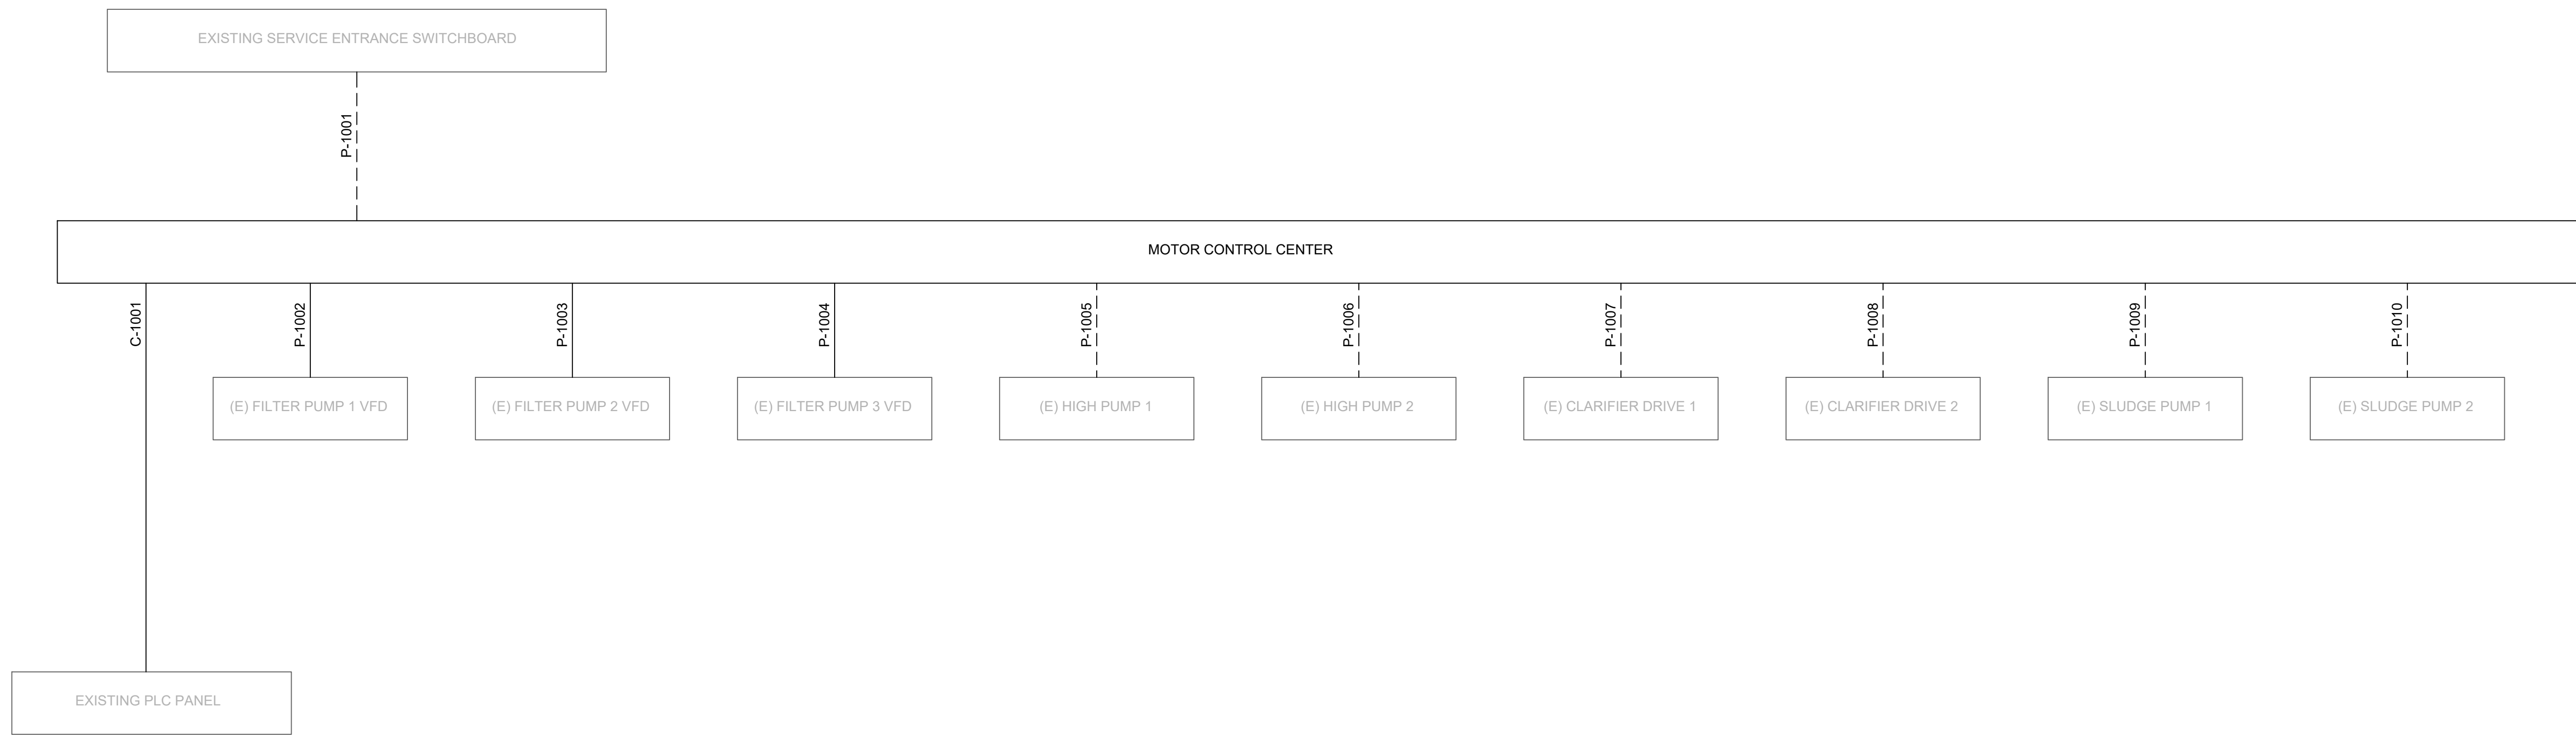 EXISTING SERVICE ENTRANCE SWITCHBOARD
P-1001
MOTOR CONTROL CENTER
C-1001
P-1002
P-1003
P-1004
P-1005
P-1006
P-1007
P-1008
P-1009
P-1010
(E) FILTER PUMP 1 VFD
(E) FILTER PUMP 2 VFD
(E) FILTER PUMP 3 VFD
(E) HIGH PUMP 1
(E) HIGH PUMP 2
(E) CLARIFIER DRIVE 1
(E) CLARIFIER DRIVE 2
(E) SLUDGE PUMP 1
(E) SLUDGE PUMP 2
EXISTING PLC PANEL